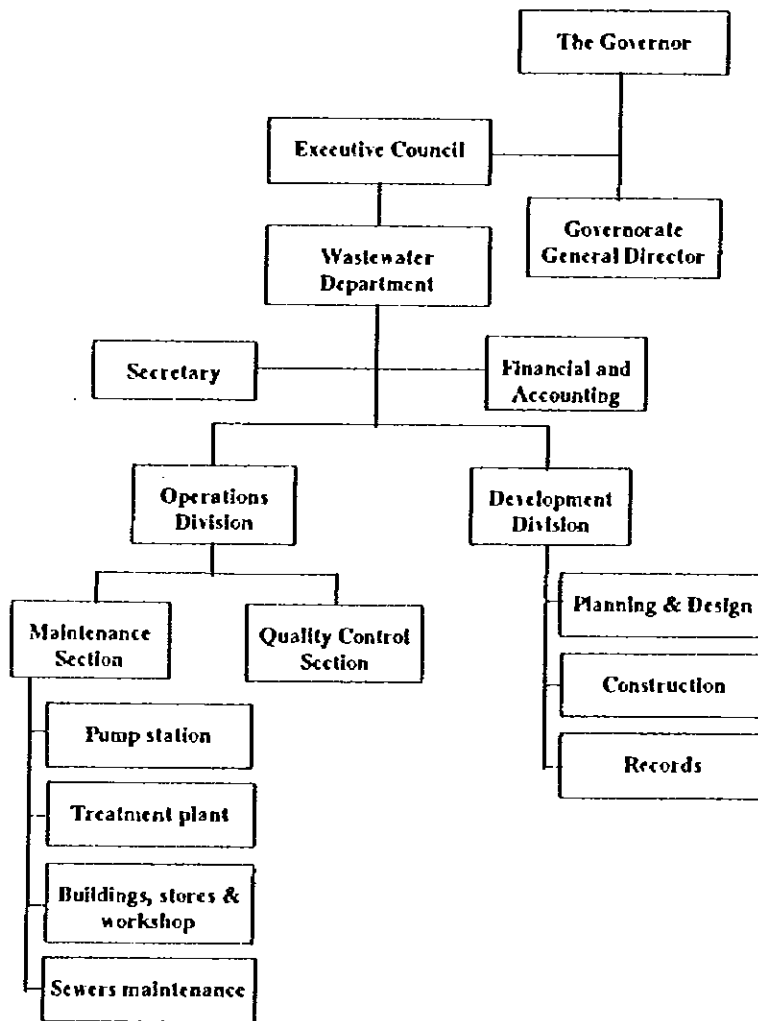 The Governor
Executive Council
Governorate
General Director
Wastewater
Department
Secretary
Financial and
Accounting
Operations
Division
Development
Division
Maintenance
Section
Quality Control
Section
Planning & Design
Construction
Records
Pump station
Treatment plant
Buildings, stores &
workshop
Sewers maintenance